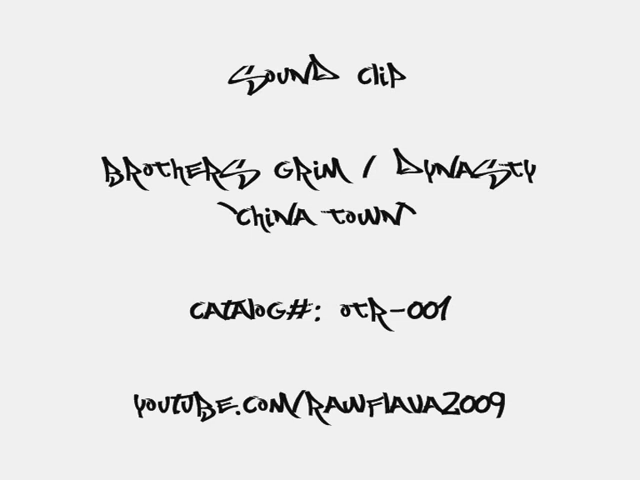 Sound Clip
Brothers Grim / Dynasty
"China Town"
Catalog#: OTR-001
youtube.com/RawFlava2009